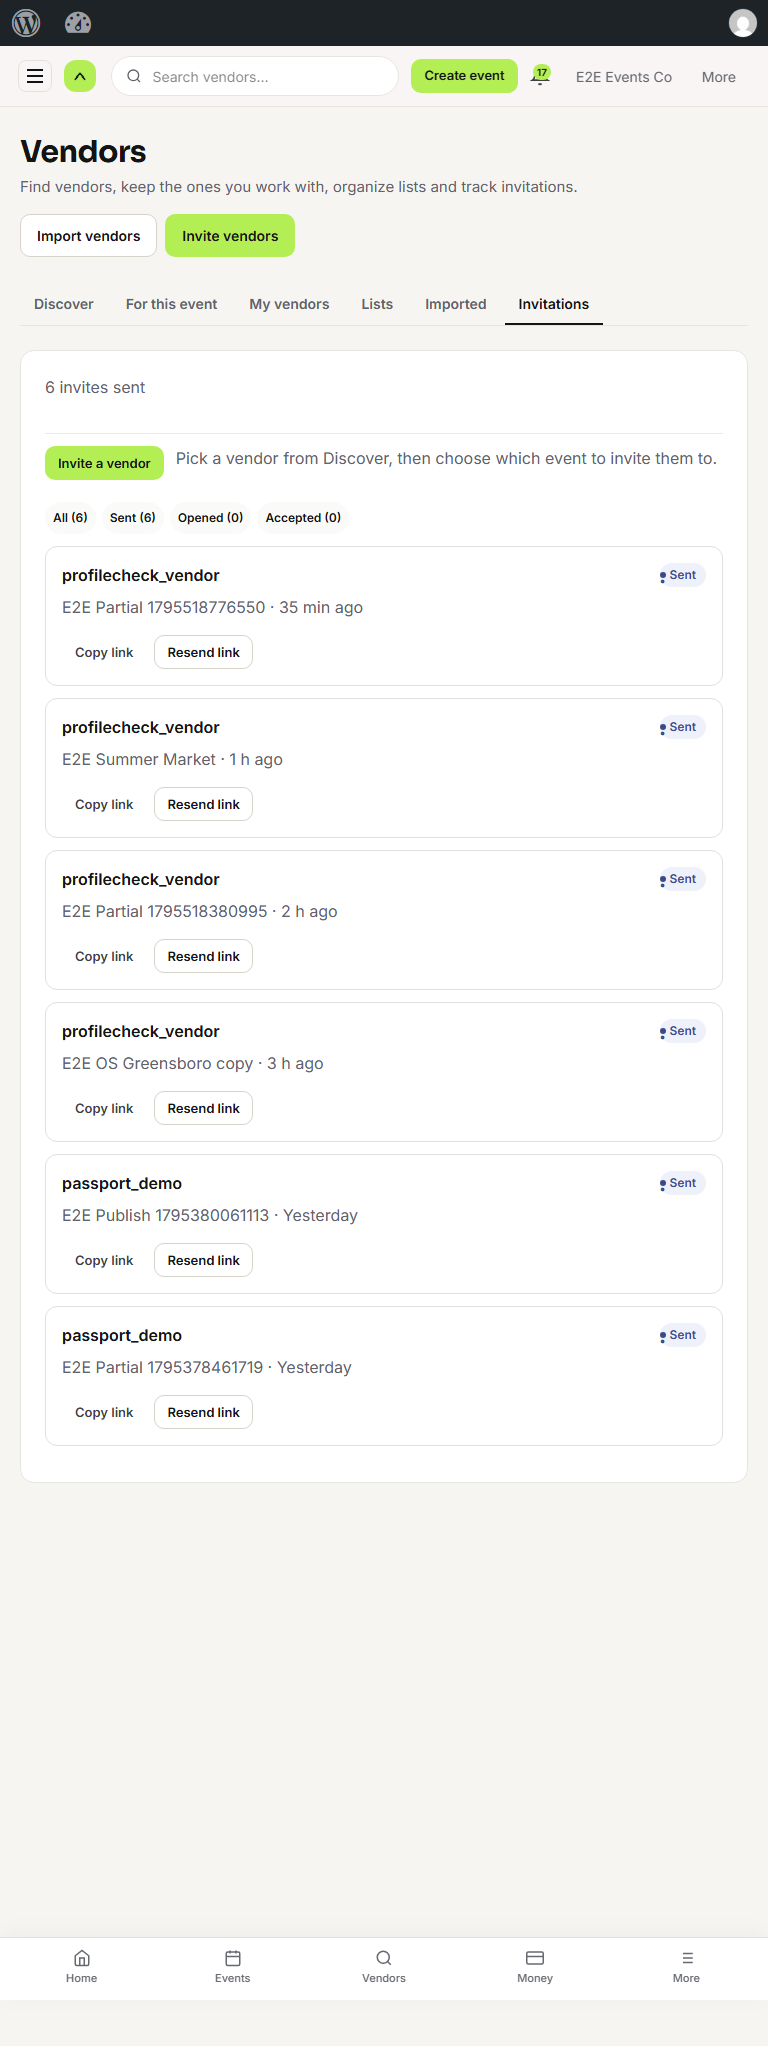 Search vendors...
Create event
17
E2E Events Co
More
Vendors
Find vendors, keep the ones you work with, organize lists and track invitations.
Import vendors
Invite vendors
Discover
For this event
My vendors
Lists
Imported
Invitations
6 invites sent
Invite a vendor
Pick a vendor from Discover, then choose which event to invite them to.
All (6)
Sent (6)
Opened (0)
Accepted (0)
profilecheck_vendor
Sent
E2E Partial 1795518776550 · 35 min ago
Copy link
Resend link
profilecheck_vendor
Sent
E2E Summer Market · 1 h ago
Copy link
Resend link
profilecheck_vendor
Sent
E2E Partial 1795518380995 · 2 h ago
Copy link
Resend link
profilecheck_vendor
Sent
E2E OS Greensboro copy · 3 h ago
Copy link
Resend link
passport_demo
Sent
E2E Publish 1795380061113 · Yesterday
Copy link
Resend link
passport_demo
Sent
E2E Partial 1795378461719 · Yesterday
Copy link
Resend link
Home
Events
Vendors
Money
More